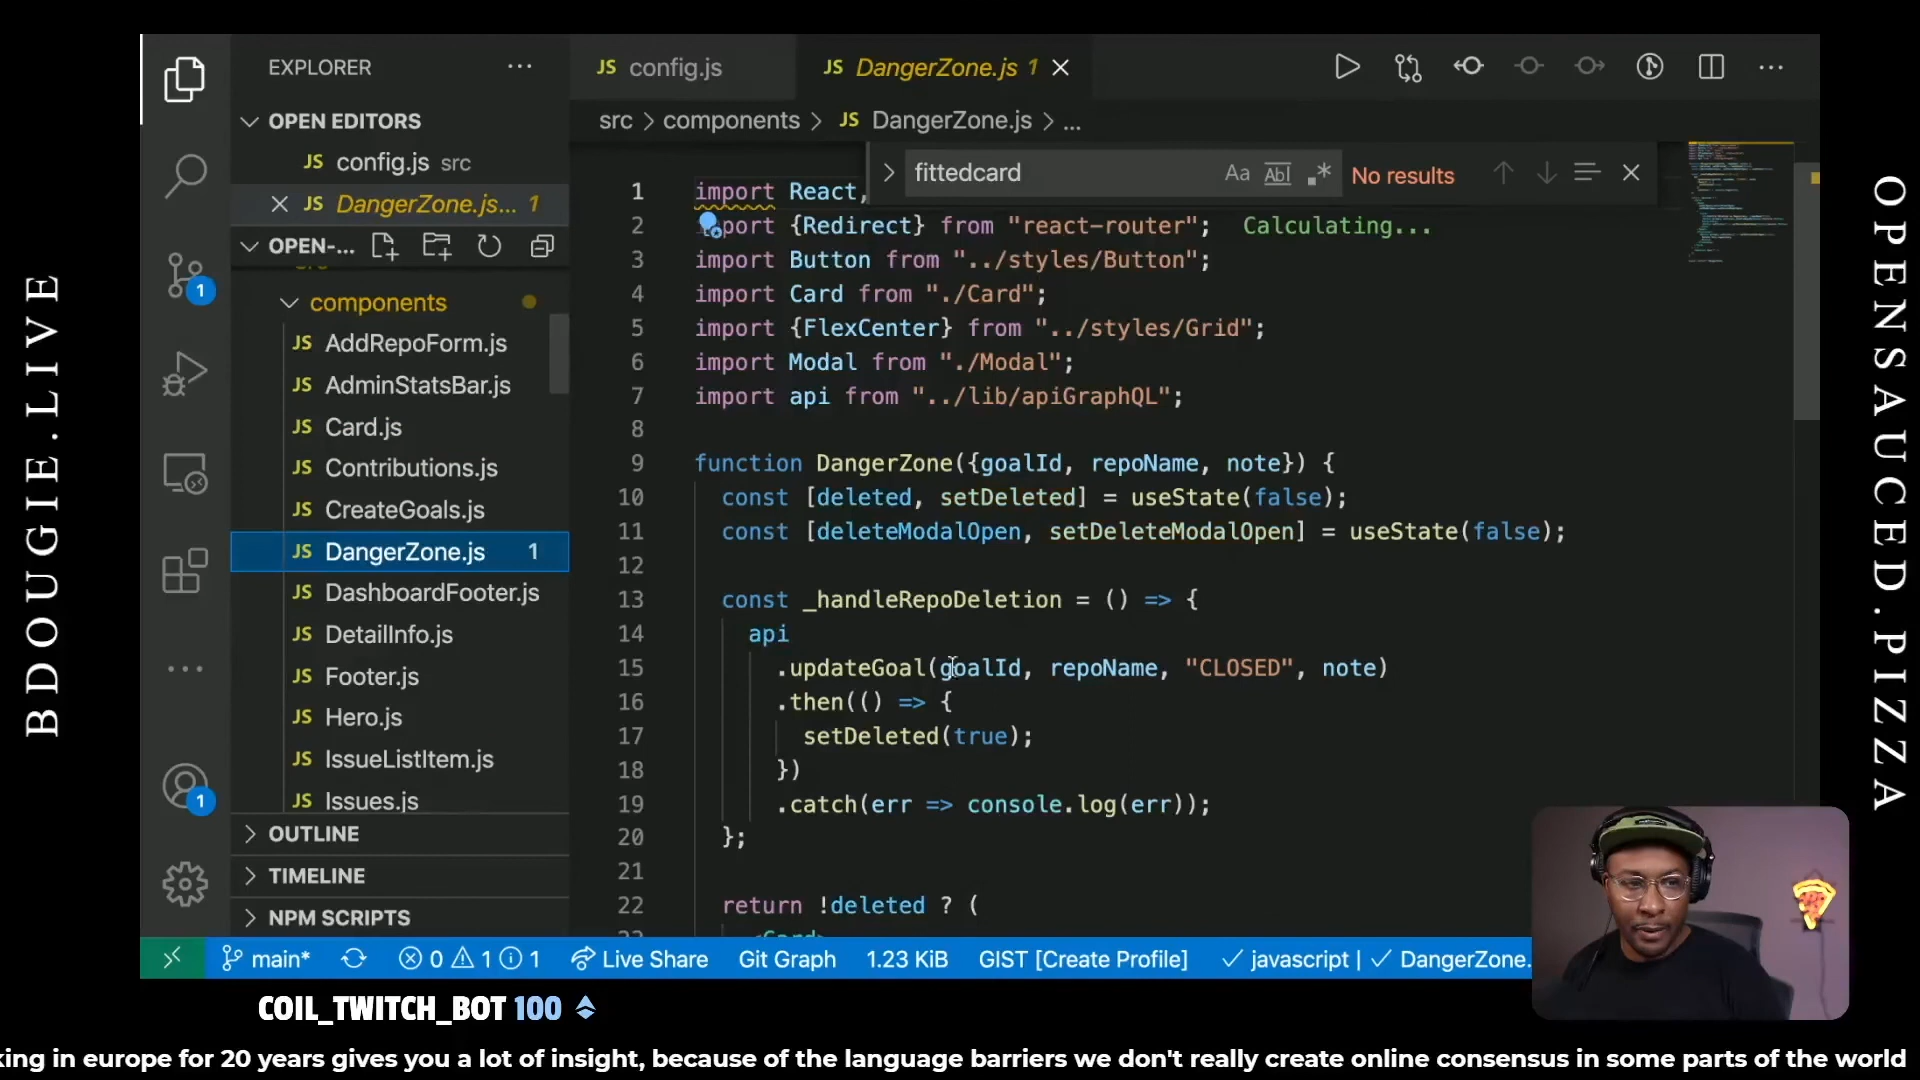 EXPLORER
OPEN EDITORS
JS config.js src
JS DangerZone.js... 1
OPEN-...
components
JS AddRepoForm.js
JS AdminStatsBar.js
JS Card.js
JS Contributions.js
JS CreateGoals.js
JS DangerZone.js 1
JS DashboardFooter.js
JS DetailInfo.js
JS Footer.js
JS Hero.js
JS IssueListItem.js
JS Issues.js
OUTLINE
TIMELINE
NPM SCRIPTS
1
1
JS config.js
JS DangerZone.js 1
src > components > JS DangerZone.js > ...
fittedcard
Aa
No results
1 import React,
2 import {Redirect} from "react-router"; Calculating...
3 import Button from "../styles/Button";
4 import Card from "./Card";
5 import {FlexCenter} from "../styles/Grid";
6 import Modal from "./Modal";
7 import api from "../lib/apiGraphQL";
8
9 function DangerZone({goalId, repoName, note}) {
10 const [deleted, setDeleted] = useState(false);
11 const [deleteModalOpen, setDeleteModalOpen] = useState(false);
12
13 const _handleRepoDeletion = () => {
14 api
15 .updateGoal(goalId, repoName, "CLOSED", note)
16 .then(() => {
17 setDeleted(true);
18 })
19 .catch(err => console.log(err));
20 };
21
22 return !deleted ? (
main* 0 1 1 Live Share Git Graph 1.23 KiB GIST [Create Profile] javascript | DangerZone.
BDOUGIE.LIVE
OPENSAUCED.PIZZA
COIL_TWITCH_BOT 100
king in europe for 20 years gives you a lot of insight, because of the language barriers we don't really create online consensus in some parts of the world